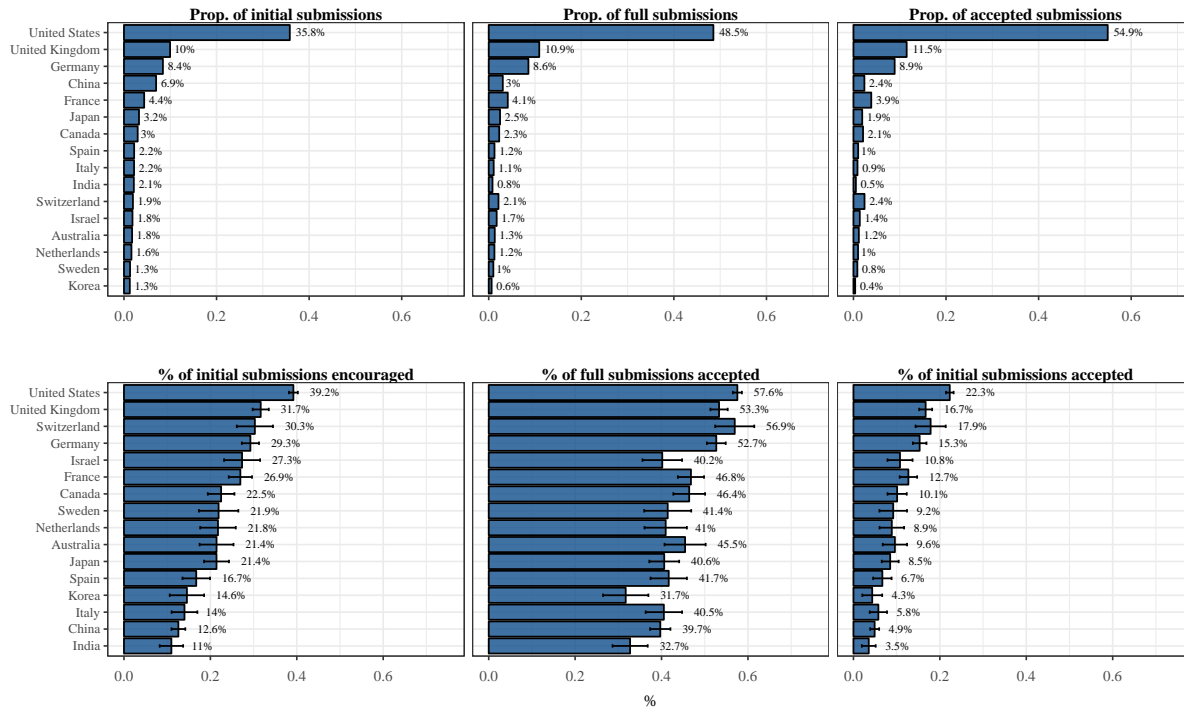 Prop. of initial submissions Prop. of full submissions Prop. of accepted submissions
United States 35.8% 48.5% 54.9%
United Kingdom 10% 10.9% 11.5%
Germany 8.4% 8.6% 8.9%
China 6.9% 3% 2.4%
France 4.4% 4.1% 3.9%
Japan 3.2% 2.5% 1.9%
Canada 3% 2.3% 2.1%
Spain 2.2% 1.2% 1%
Italy 2.2% 1.1% 0.9%
India 2.1% 0.8% 0.5%
Switzerland 1.9% 2.1% 2.4%
Israel 1.8% 1.7% 1.4%
Australia 1.8% 1.3% 1.2%
Netherlands 1.6% 1.2% 1%
Sweden 1.3% 1% 0.8%
Korea 1.3% 0.6% 0.4%
0.0 0.2 0.4 0.6 0.0 0.2 0.4 0.6 0.0 0.2 0.4 0.6
% of initial submissions encouraged % of full submissions accepted % of initial submissions accepted
United States 39.2% 57.6% 22.3%
United Kingdom 31.7% 53.3% 16.7%
Switzerland 30.3% 56.9% 17.9%
Germany 29.3% 52.7% 15.3%
Israel 27.3% 40.2% 10.8%
France 26.9% 46.8% 12.7%
Canada 22.5% 46.4% 10.1%
Sweden 21.9% 41.4% 9.2%
Netherlands 21.8% 41% 8.9%
Australia 21.4% 45.5% 9.6%
Japan 21.4% 40.6% 8.5%
Spain 16.7% 41.7% 6.7%
Korea 14.6% 31.7% 4.3%
Italy 14% 40.5% 5.8%
China 12.6% 39.7% 4.9%
India 11% 32.7% 3.5%
0.0 0.2 0.4 0.6 0.0 0.2 0.4 0.6 0.0 0.2 0.4 0.6
%